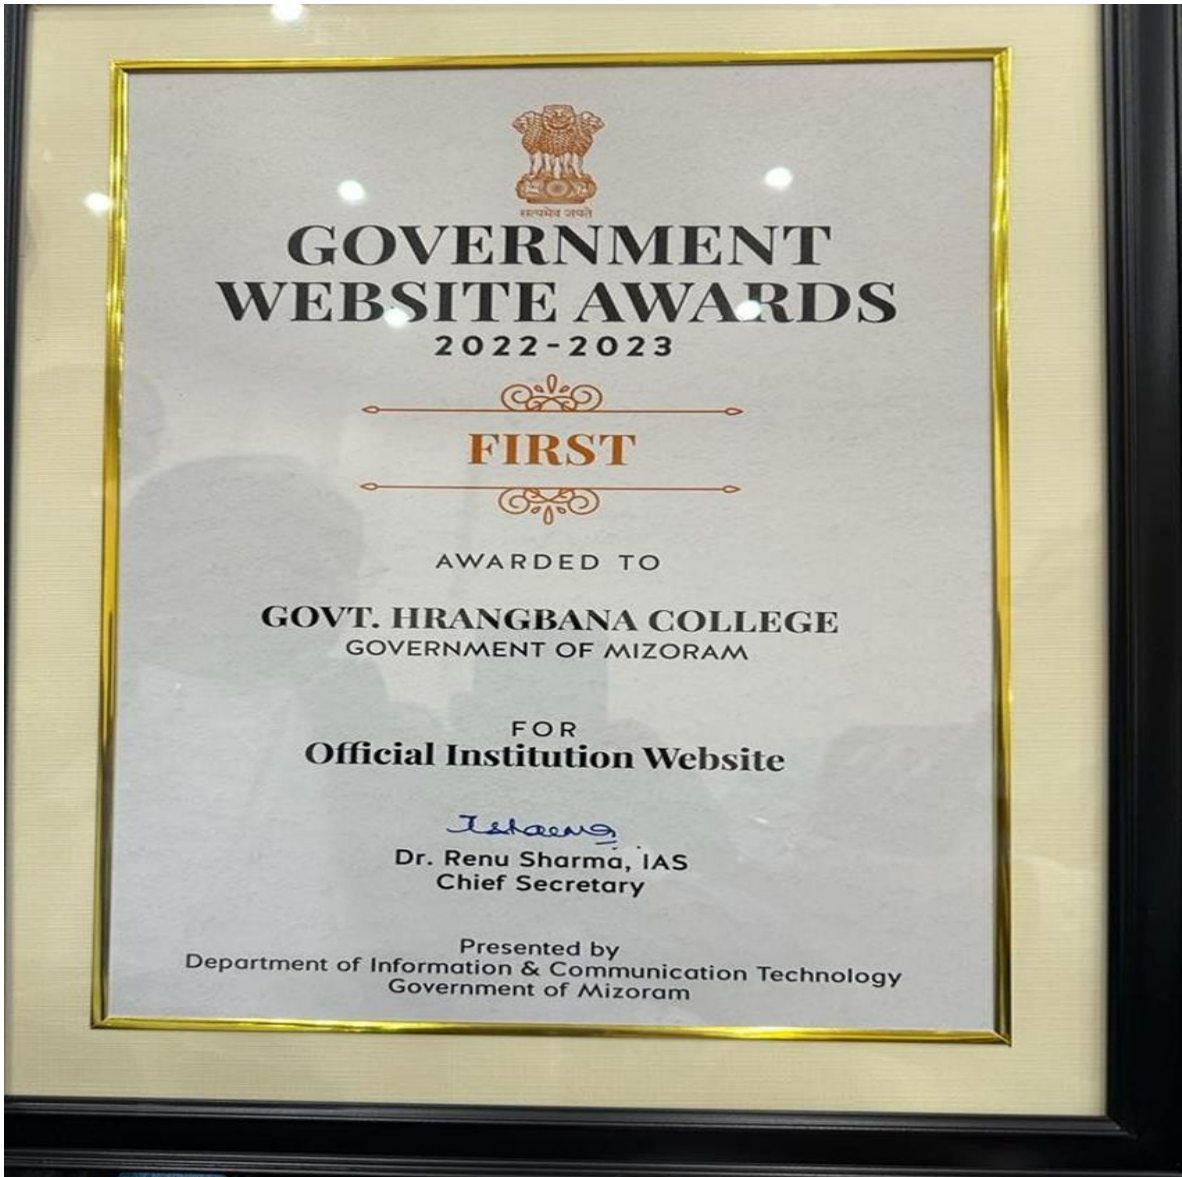 सत्यमेव जयते
GOVERNMENT
WEBSITE AWARDS
2022-2023
FIRST
AWARDED TO
GOVT. HRANGBANA COLLEGE
GOVERNMENT OF MIZORAM
FOR
Official Institution Website
Dr. Renu Sharma, IAS
Chief Secretary
Presented by
Department of Information & Communication Technology
Government of Mizoram